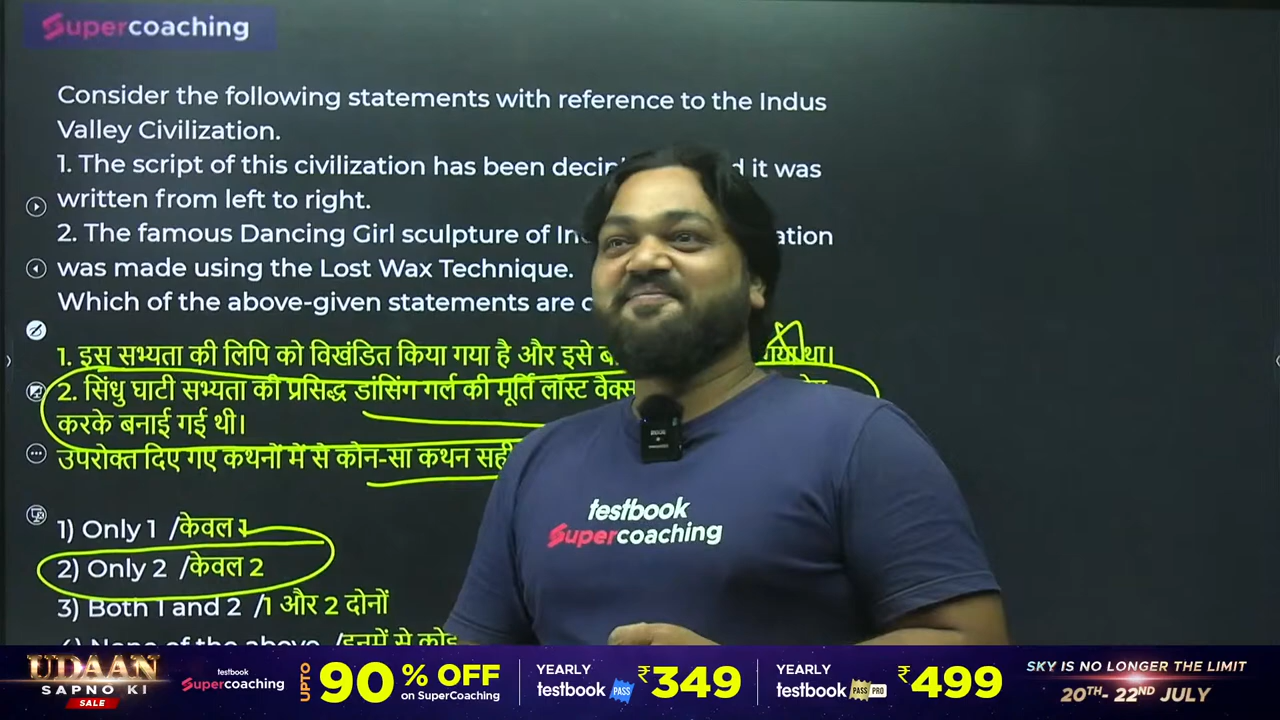 Supercoaching
Consider the following statements with reference to the Indus
Valley Civilization.
1. The script of this civilization has been it was
written from left to right.
2. The famous Dancing Girl sculpture of
was made using the Lost Wax Technique.
Which of the above-given statements are
1. इस सभ्यता की लिपि को विखंडित किया गया है और इसे
2. सिंधु घाटी सभ्यता की प्रसिद्ध डांसिंग गर्ल की मूर्ति लॉस्ट वैक्स
करके बनाई गई थी।
उपरोक्त दिए गए कथनों में से कोन-सा कथन सही
1) Only 1 /केवल 1
2) Only 2 /केवल 2
3) Both 1 and 2 /1 और 2 दोनों
4) None of the above /इनमें से कोई
testbook
Supercoaching
UDAAN
SAPNO KI
SALE
testbook
Supercoaching
UPTO 90% OFF
on SuperCoaching
YEARLY
testbook PASS ₹349
YEARLY
testbook PASS PRO ₹499
SKY IS NO LONGER THE LIMIT
20TH- 22ND JULY